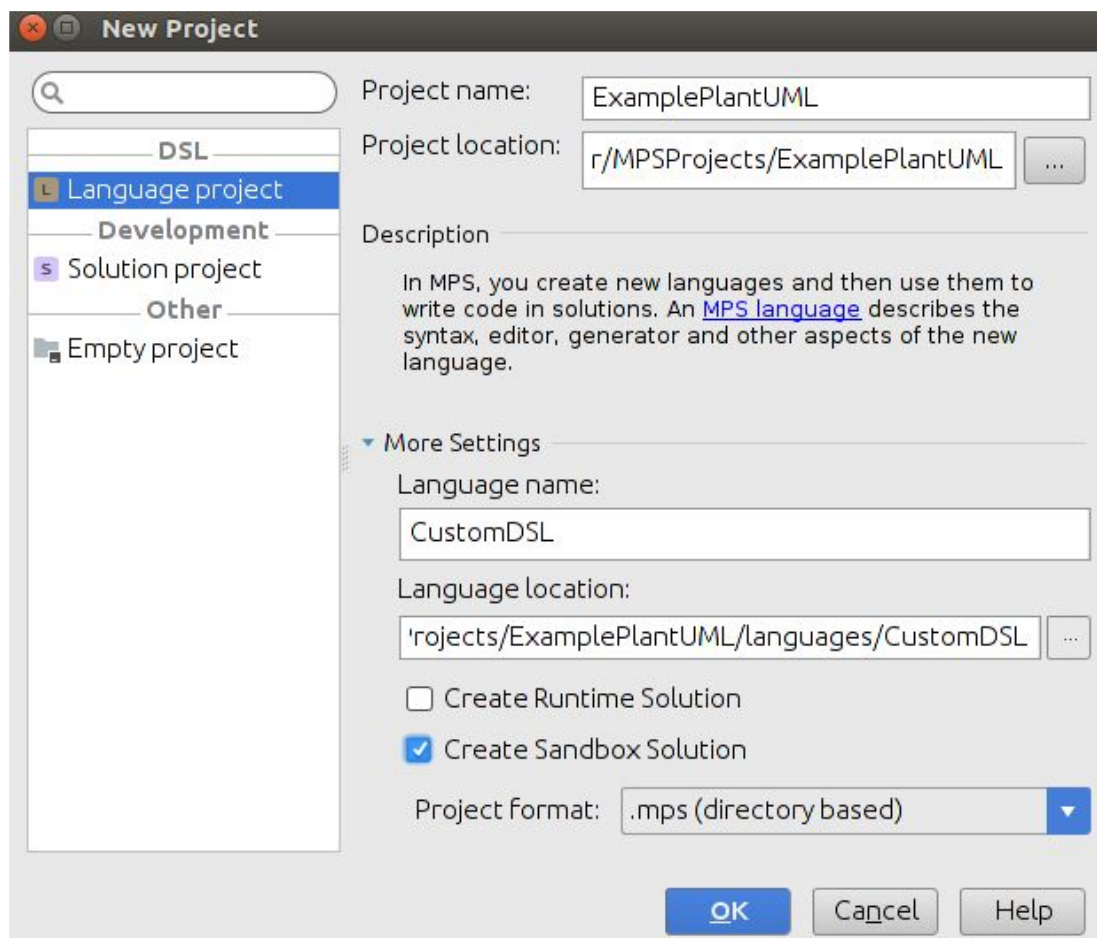 New Project
DSL
L Language project
Development
S Solution project
Other
Empty project
Project name:
ExamplePlantUML
Project location:
r/MPSProjects/ExamplePlantUML
...
Description
In MPS, you create new languages and then use them to
write code in solutions. An MPS language describes the
syntax, editor, generator and other aspects of the new
language.
More Settings
Language name:
CustomDSL
Language location:
rojects/ExamplePlantUML/languages/CustomDSL
...
Create Runtime Solution
Create Sandbox Solution
Project format:
.mps (directory based)
OK
Cancel
Help